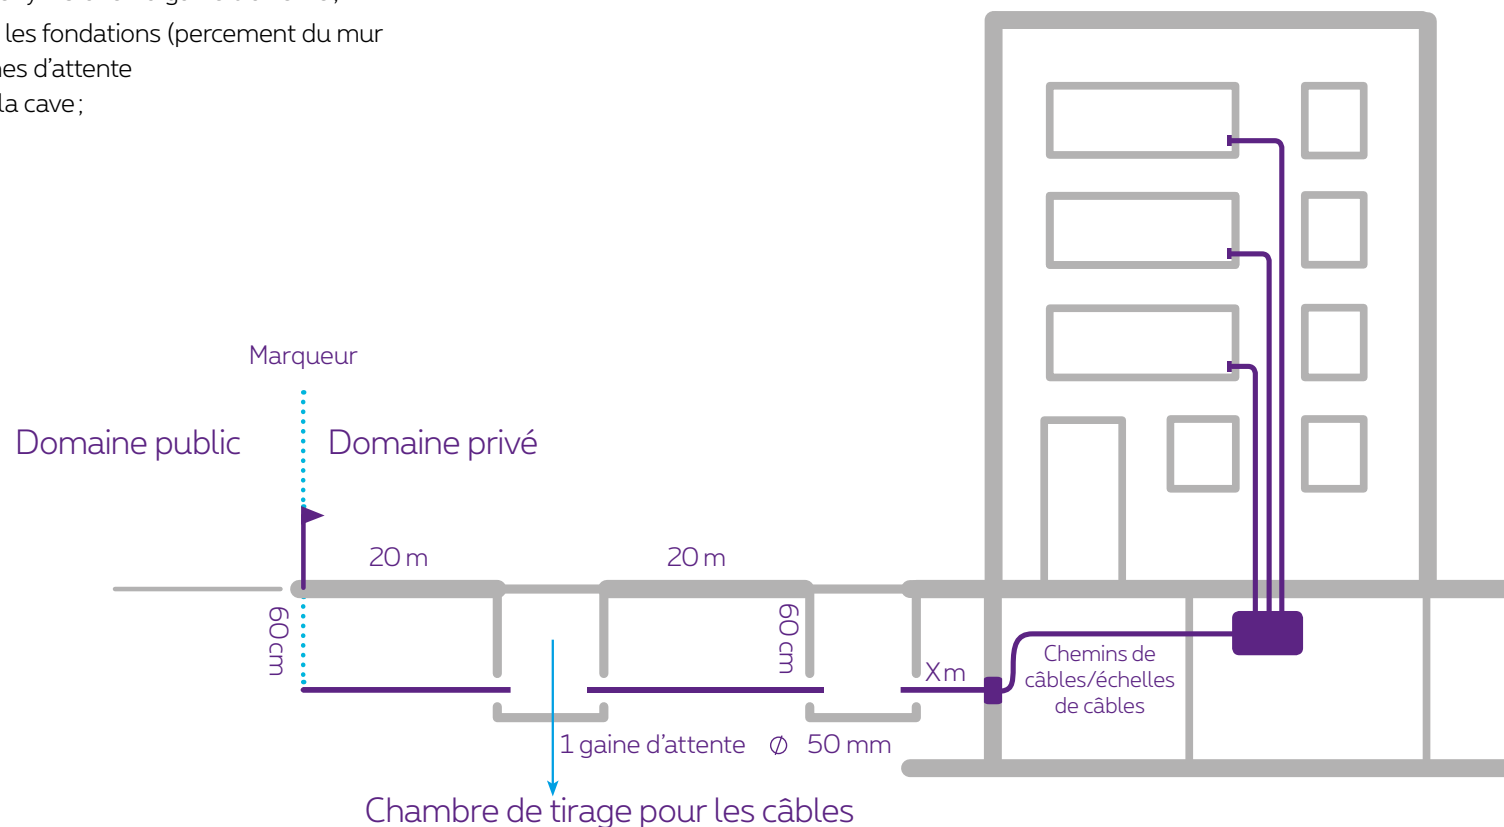 les fondations (percement du mur
d'attente
la cave ;
Marqueur
Domaine public
Domaine privé
20 m
20 m
60 cm
60 cm
X m
Chemins de
câbles/échelles
de câbles
1 gaine d'attente ⌀ 50 mm
Chambre de tirage pour les câbles